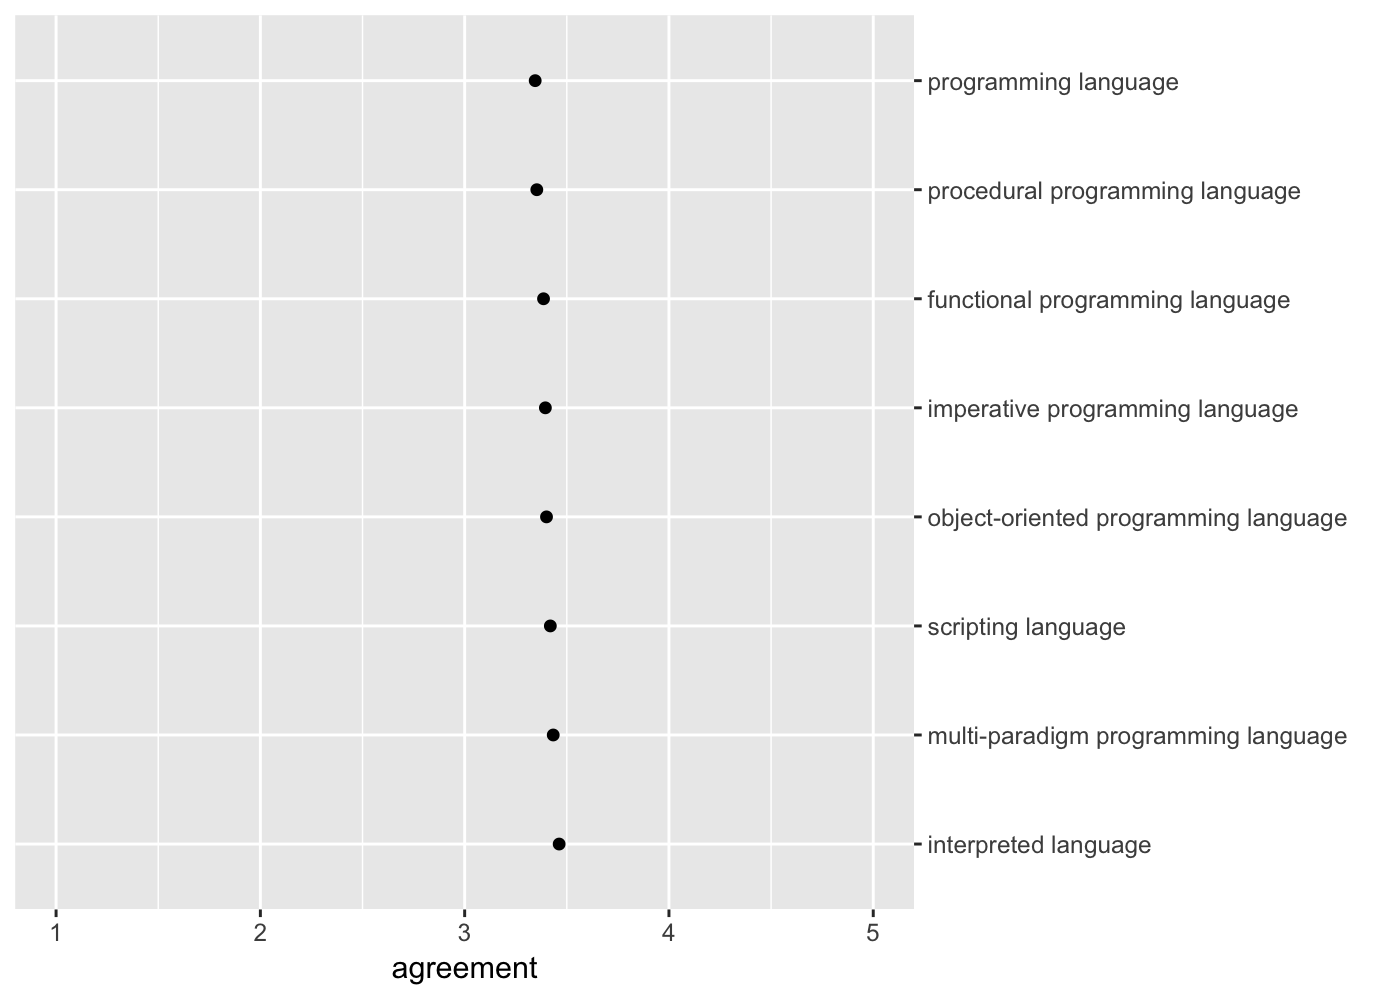 programming language
procedural programming language
functional programming language
imperative programming language
object-oriented programming language
scripting language
multi-paradigm programming language
interpreted language
1 2 3 4 5
agreement